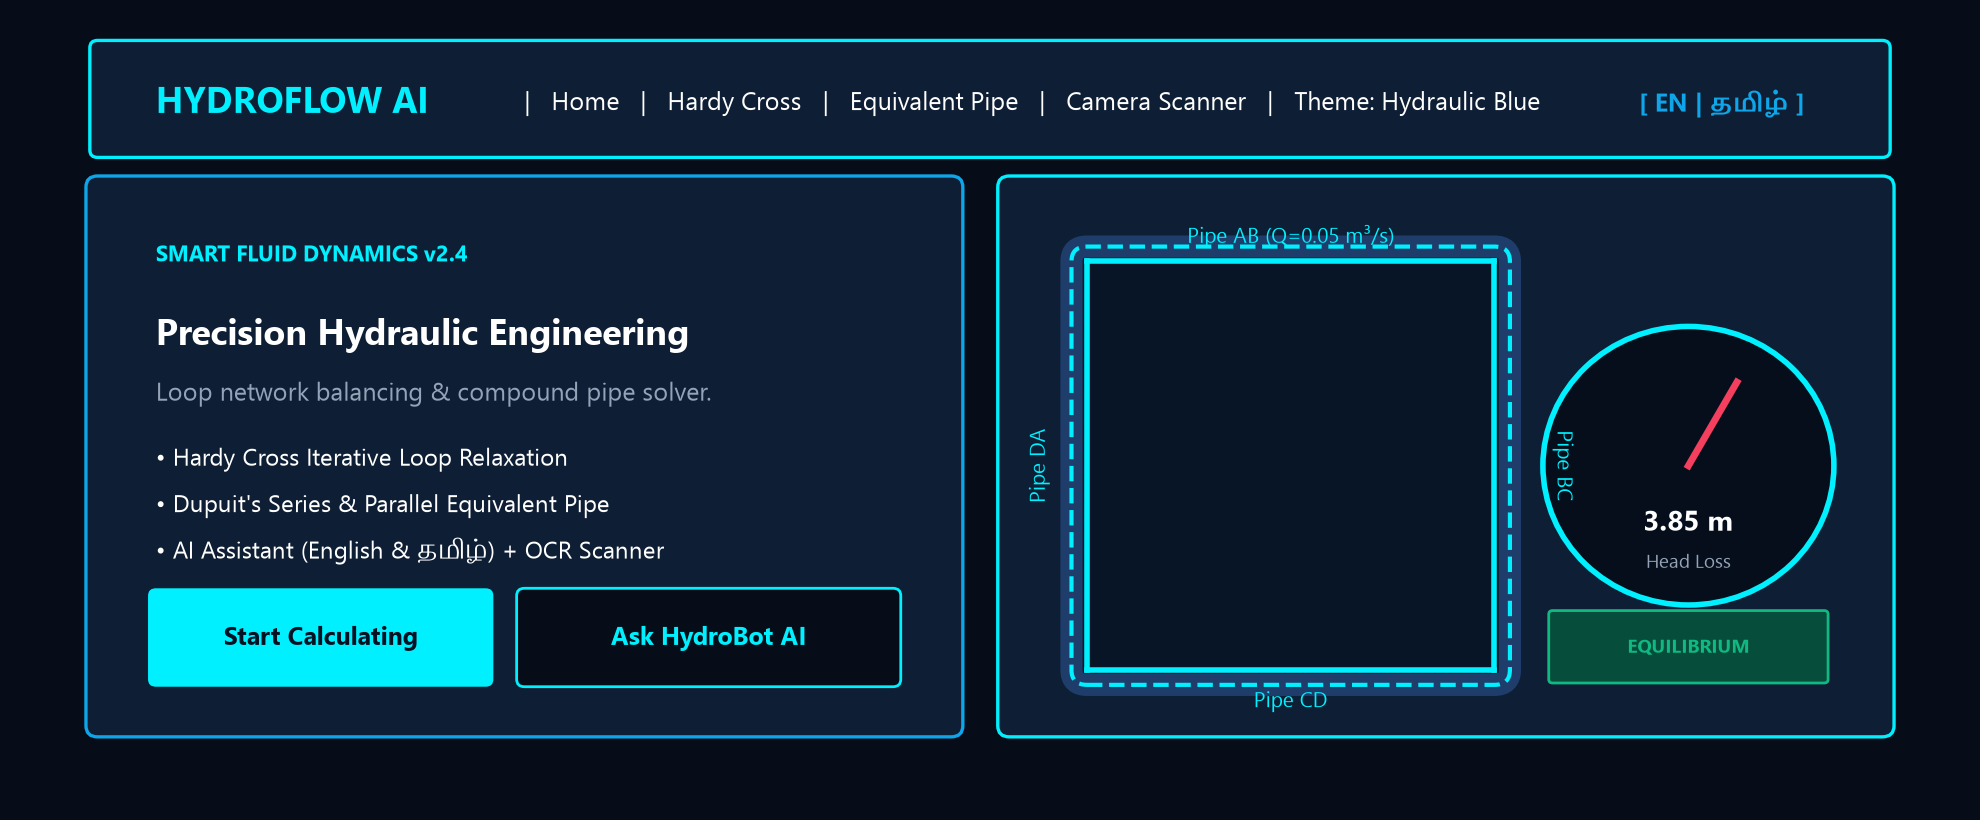 HYDROFLOW AI | Home | Hardy Cross | Equivalent Pipe | Camera Scanner | Theme: Hydraulic Blue [ EN | தமிழ் ]
SMART FLUID DYNAMICS v2.4
Precision Hydraulic Engineering
Loop network balancing & compound pipe solver.
• Hardy Cross Iterative Loop Relaxation
• Dupuit's Series & Parallel Equivalent Pipe
• AI Assistant (English & தமிழ்) + OCR Scanner
Start Calculating
Ask HydroBot AI
Pipe AB (Q=0.05 m³/s)
Pipe DA
Pipe BC
Pipe CD
3.85 m
Head Loss
EQUILIBRIUM